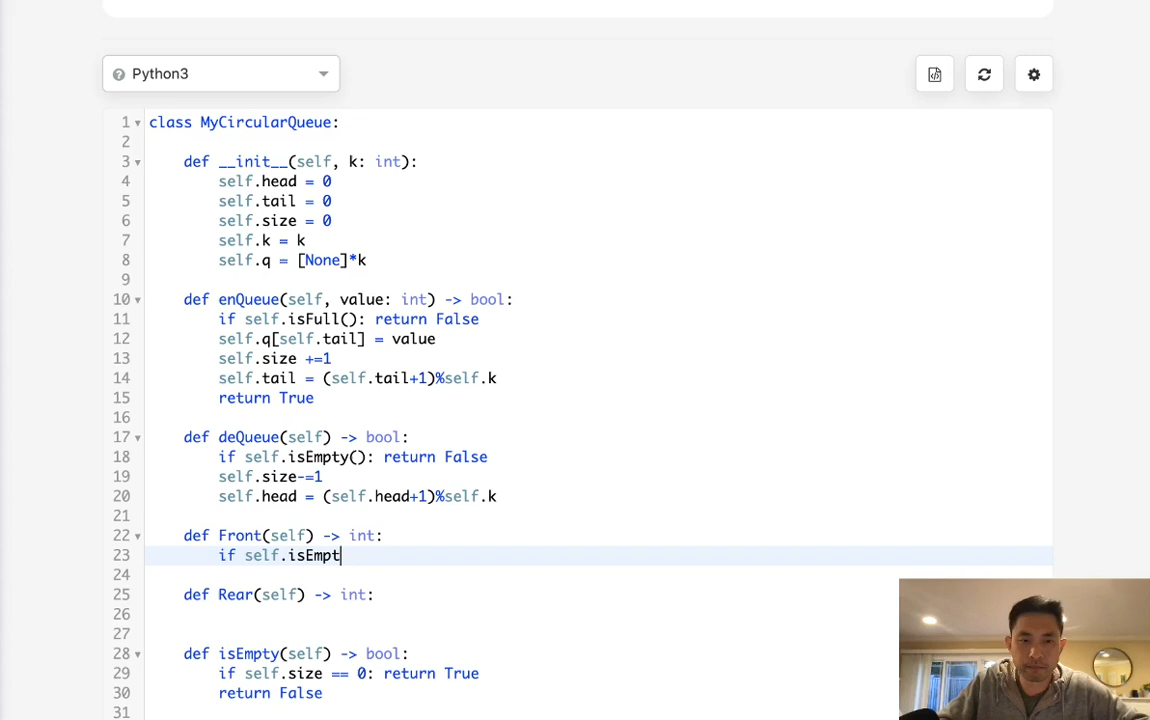 Python3
1 class MyCircularQueue:
2
3 def __init__(self, k: int):
4 self.head = 0
5 self.tail = 0
6 self.size = 0
7 self.k = k
8 self.q = [None]*k
9
10 def enQueue(self, value: int) -> bool:
11 if self.isFull(): return False
12 self.q[self.tail] = value
13 self.size +=1
14 self.tail = (self.tail+1)%self.k
15 return True
16
17 def deQueue(self) -> bool:
18 if self.isEmpty(): return False
19 self.size-=1
20 self.head = (self.head+1)%self.k
21
22 def Front(self) -> int:
23 if self.isEmpt
24
25 def Rear(self) -> int:
26
27
28 def isEmpty(self) -> bool:
29 if self.size == 0: return True
30 return False
31